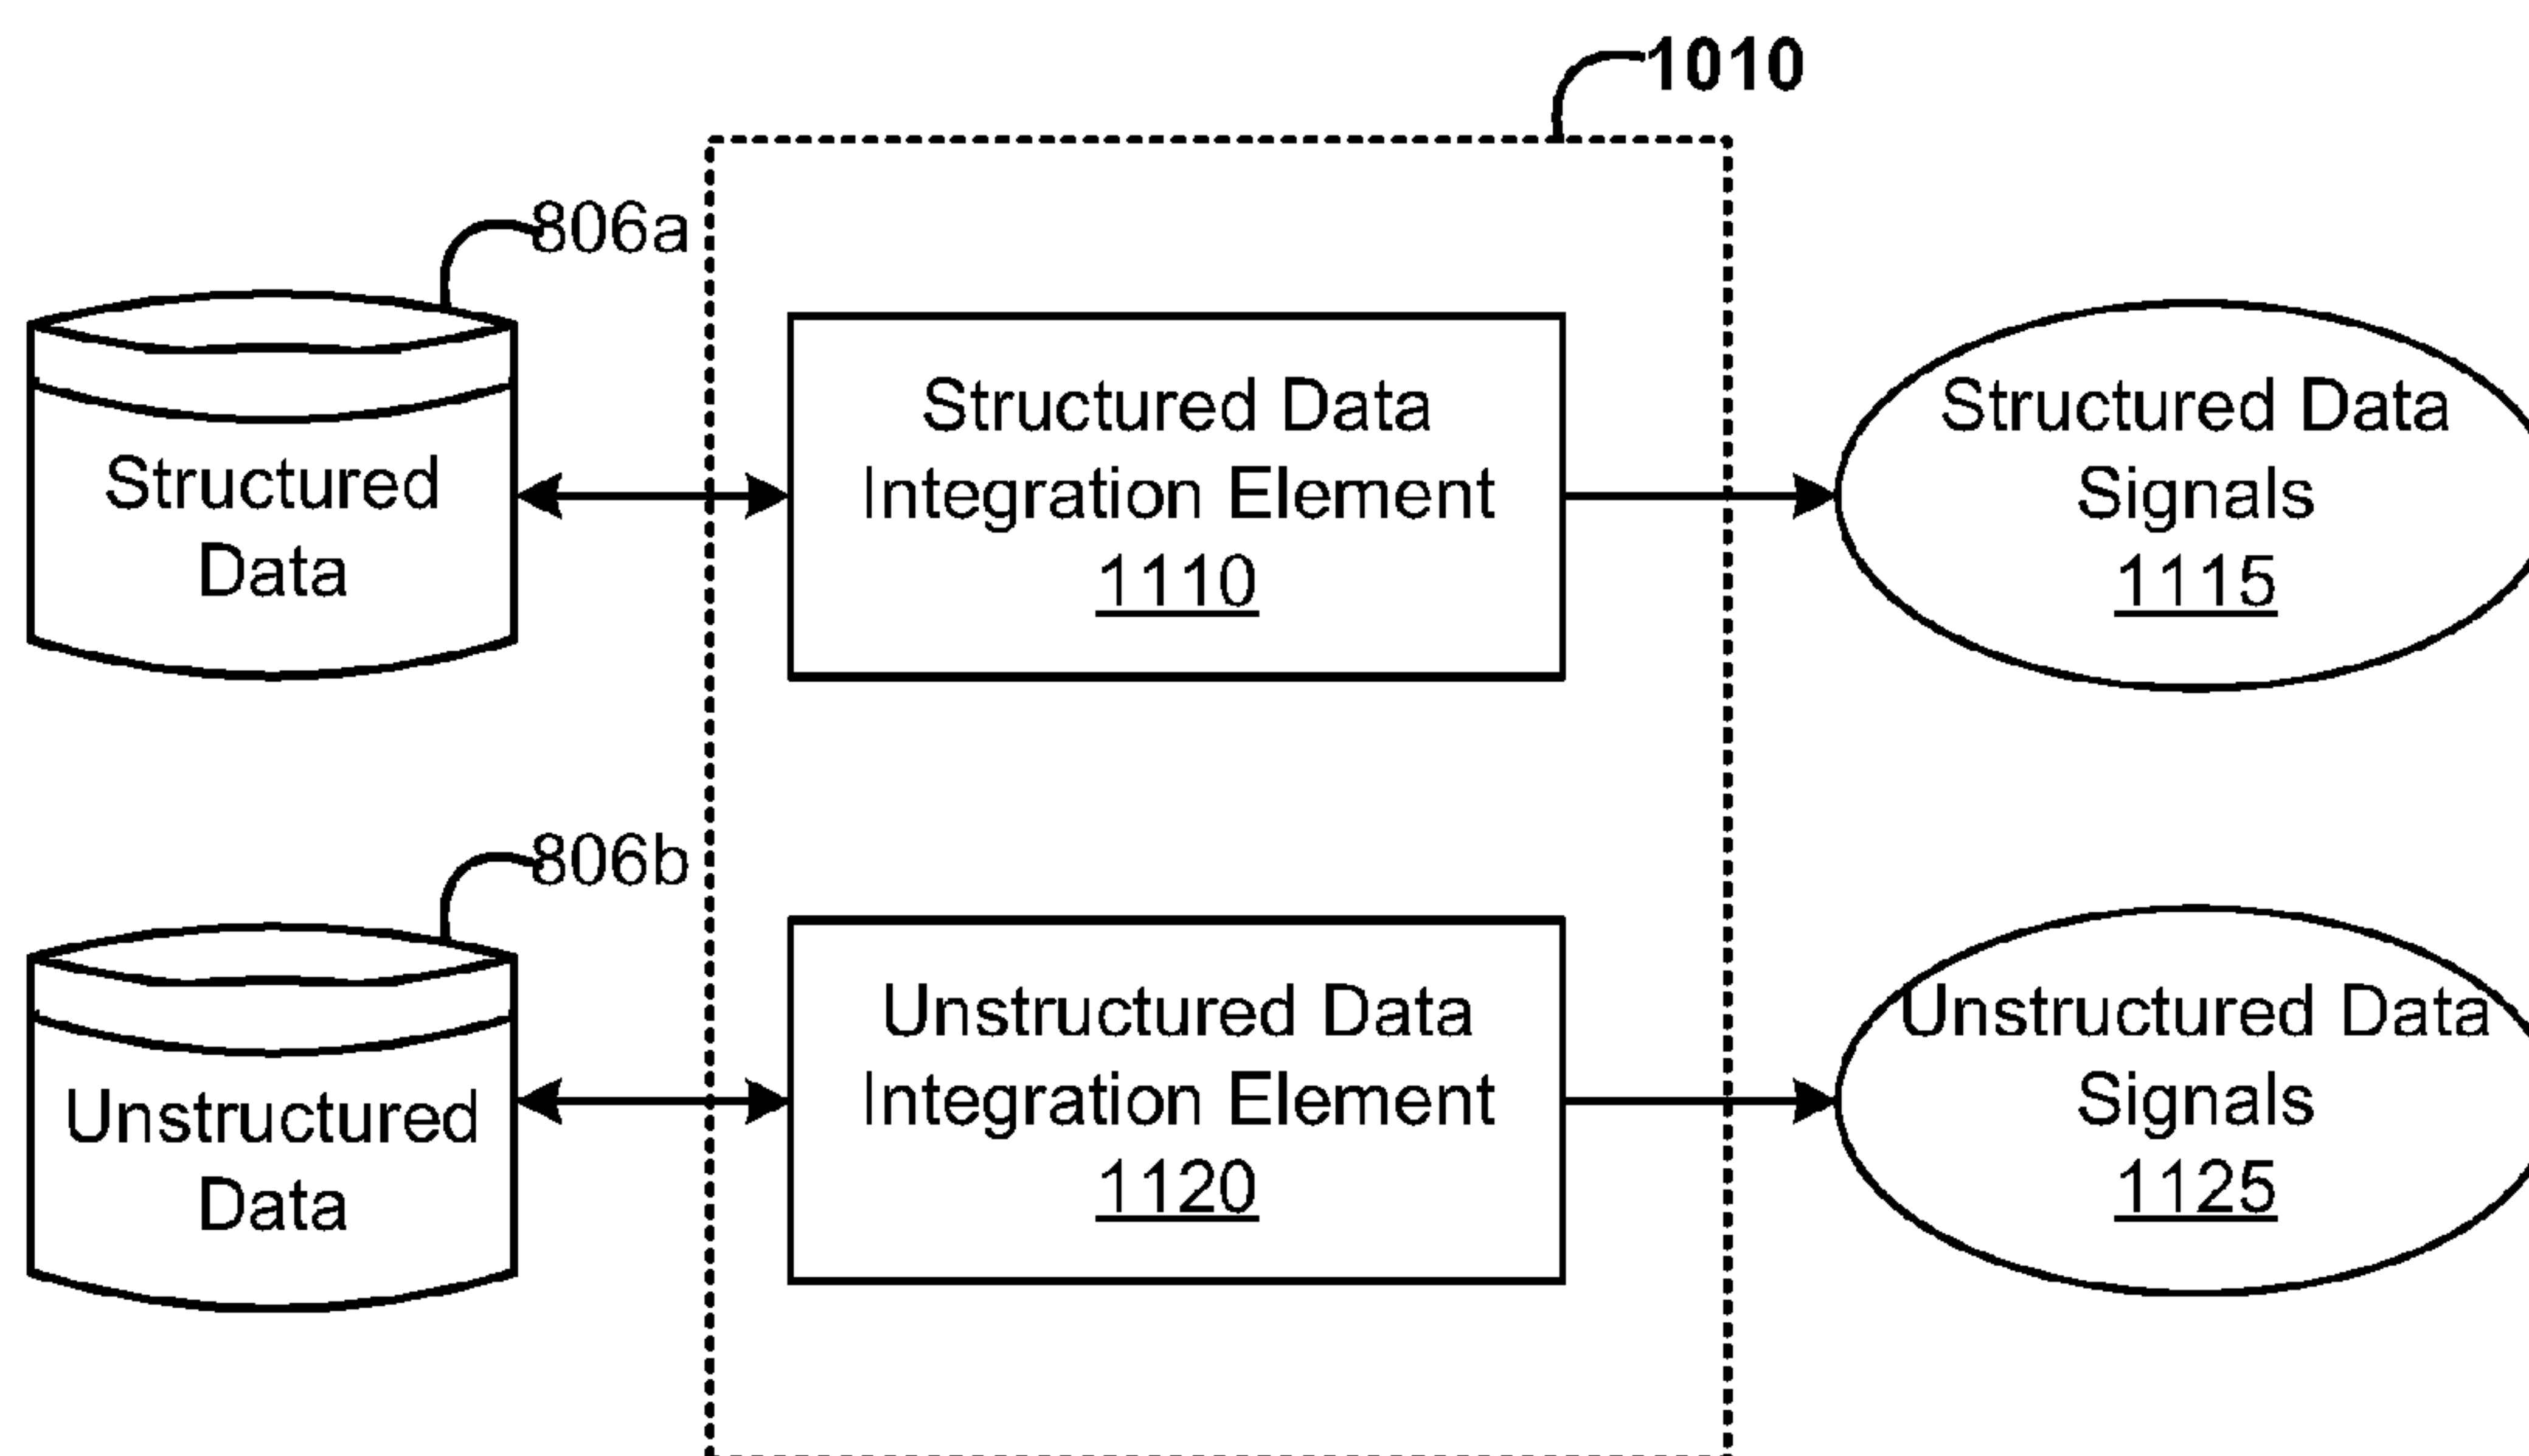 1010
806a
Structured
Data
Structured Data
Integration Element
1110
Structured Data
Signals
1115
806b
Unstructured
Data
Unstructured Data
Integration Element
1120
Unstructured Data
Signals
1125